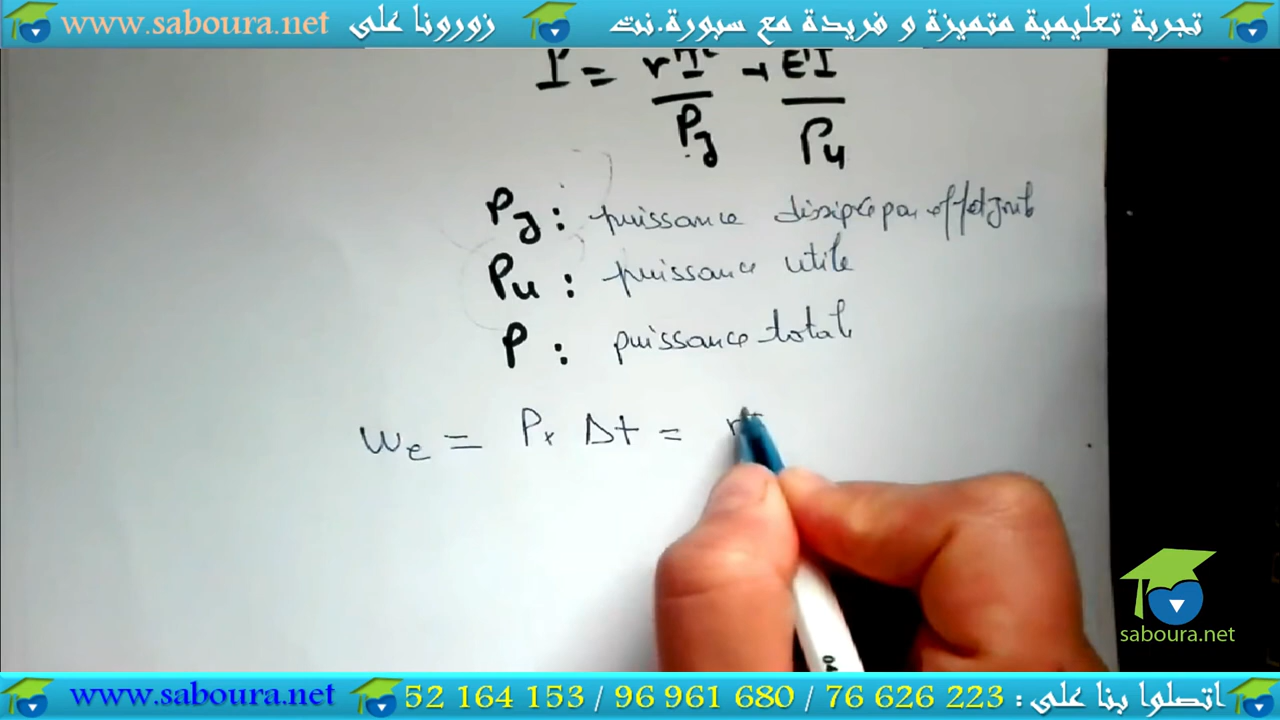 www.saboura.net زورونا على تجربة تعليمية متميزة و فريدة مع سبورة.نت
P = rI² + E'I
Pj Pu
Pj : puissance dissipée par effet Joule
Pu : puissance utile
P : puissance total
We = P x Δt = r
saboura.net
www.saboura.net 52 164 153 / 96 961 680 / 76 626 223 : اتصلوا بنا على